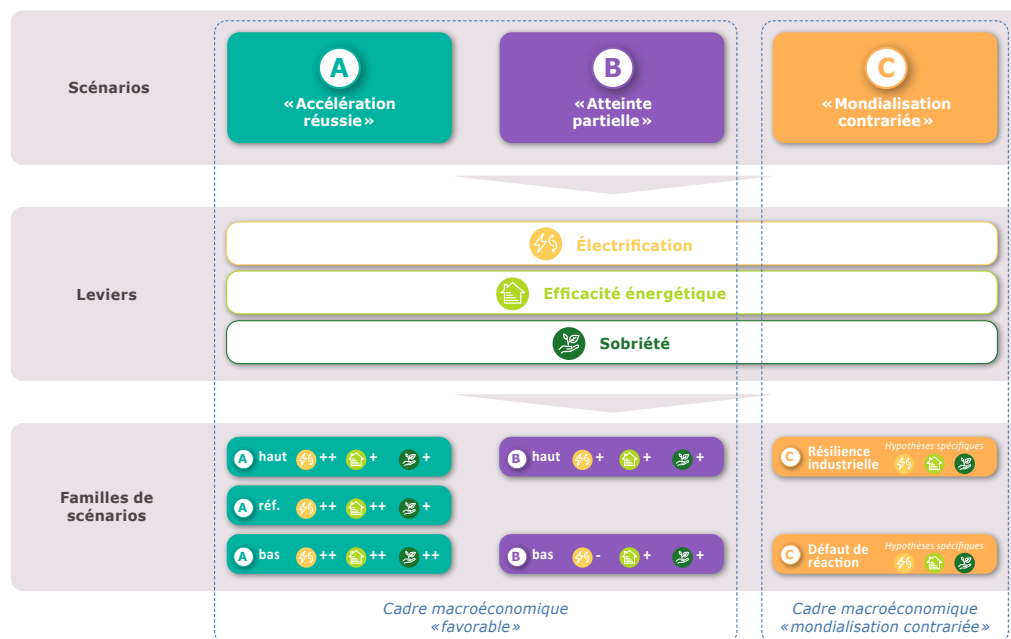 Scénarios
A
«Accélération
réussie»
B
«Atteinte
partielle»
C
«Mondialisation
contrariée»
Leviers
Électrification
Efficacité énergétique
Sobriété
Familles de
scénarios
A haut ++ + +
A réf. ++ ++ +
A bas ++ ++ ++
B haut + + +
B bas - + +
C Résilience
industrielle
Hypothèses spécifiques
C Défaut de
réaction
Hypothèses spécifiques
Cadre macroéconomique
«favorable»
Cadre macroéconomique
«mondialisation contrariée»